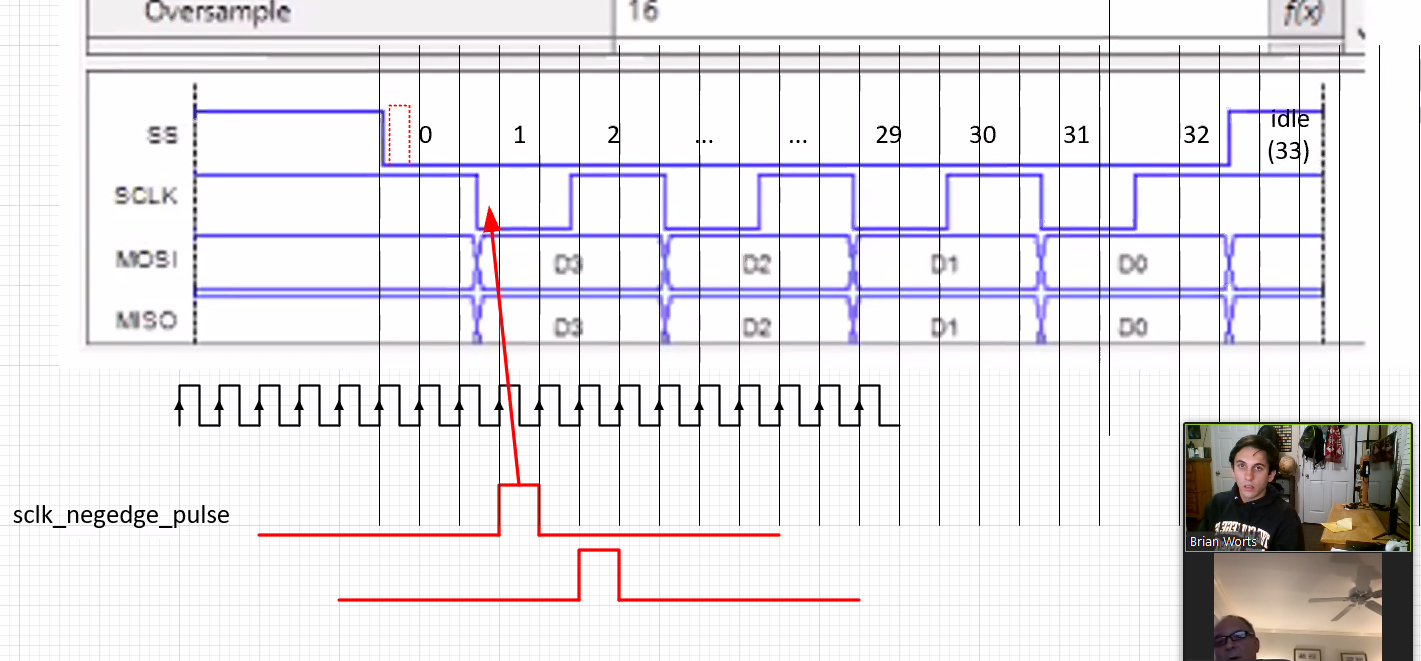 Oversample 16 f(x)
SS 0 1 2 ... ... 29 30 31 32 idle
(33)
SCLK
MOSI D3 D2 D1 D0
MISO D3 D2 D1 D0
sclk_negedge_pulse
Brian Worts